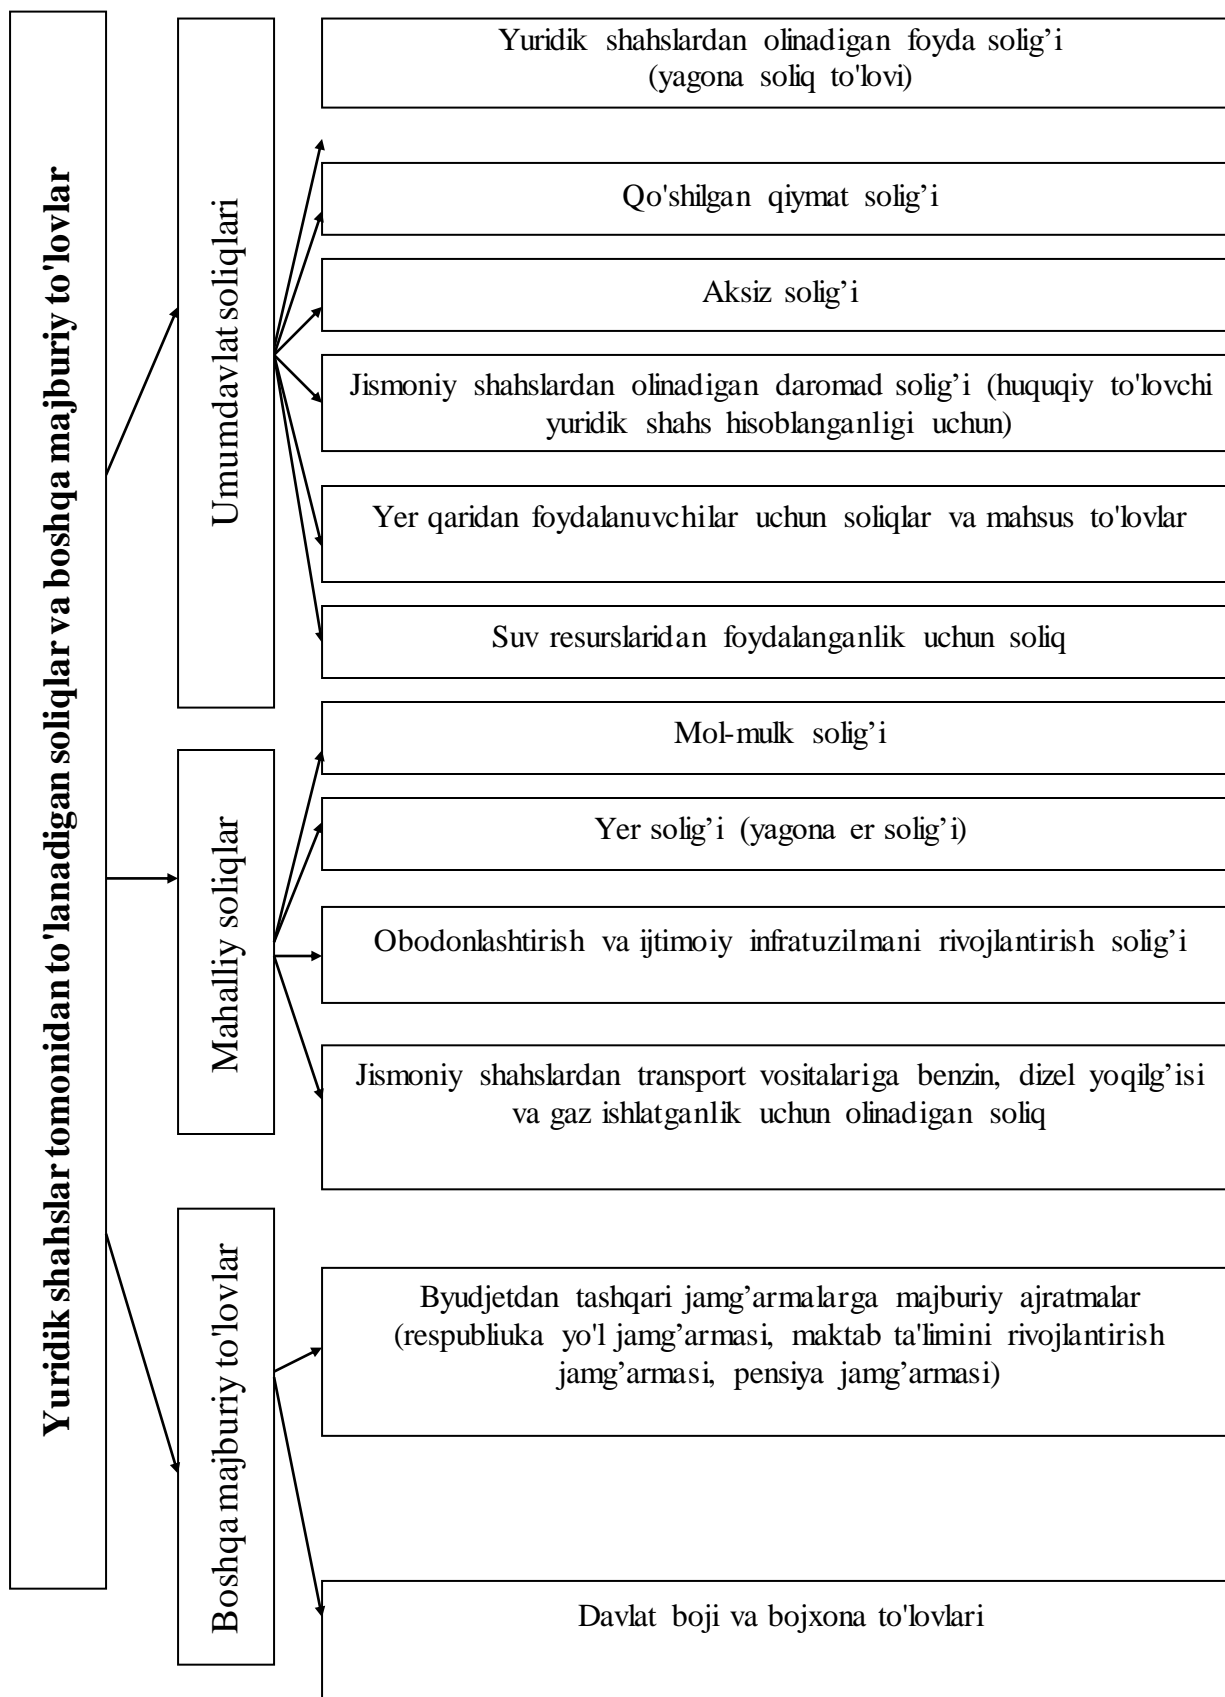 Yuridik shahslar tomonidan to'lanadigan soliqlar va boshqa majburiy to'lovlar
Umumdavlat soliqlari
Yuridik shahslardan olinadigan foyda solig’i
(yagona soliq to'lovi)
Qo'shilgan qiymat solig’i
Aksiz solig’i
Jismoniy shahslardan olinadigan daromad solig’i (huquqiy to'lovchi
yuridik shahs hisoblanganligi uchun)
Yer qaridan foydalanuvchilar uchun soliqlar va mahsus to'lovlar
Suv resurslaridan foydalanganlik uchun soliq
Mahalliy soliqlar
Mol-mulk solig’i
Yer solig’i (yagona er solig’i)
Obodonlashtirish va ijtimoiy infratuzilmani rivojlantirish solig’i
Jismoniy shahslardan transport vositalariga benzin, dizel yoqilg’isi
va gaz ishlatganlik uchun olinadigan soliq
Boshqa majburiy to'lovlar
Byudjetdan tashqari jamg’armalarga majburiy ajratmalar
(respubliuka yo'l jamg’armasi, maktab ta'limini rivojlantirish
jamg’armasi, pensiya jamg’armasi)
Davlat boji va bojxona to'lovlari